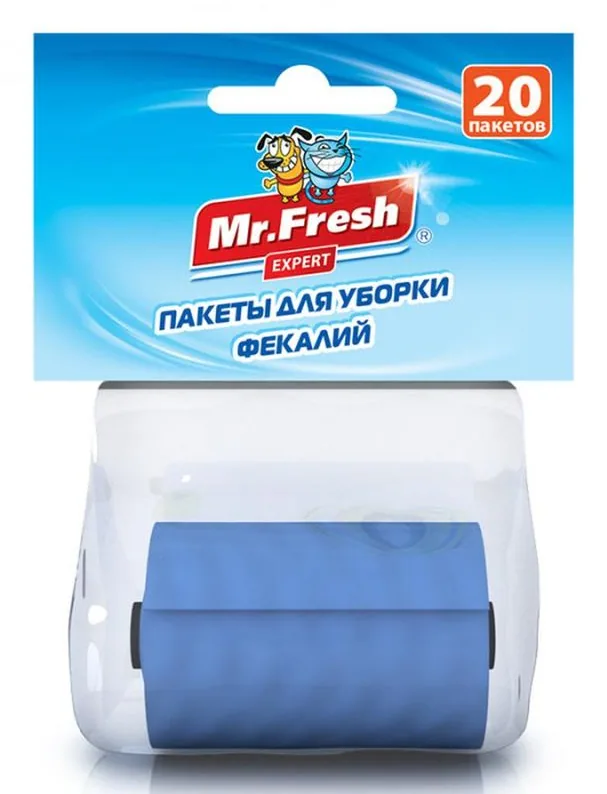 20
пакетов
Mr.Fresh
®
EXPERT
ПАКЕТЫ ДЛЯ УБОРКИ
ФЕКАЛИЙ